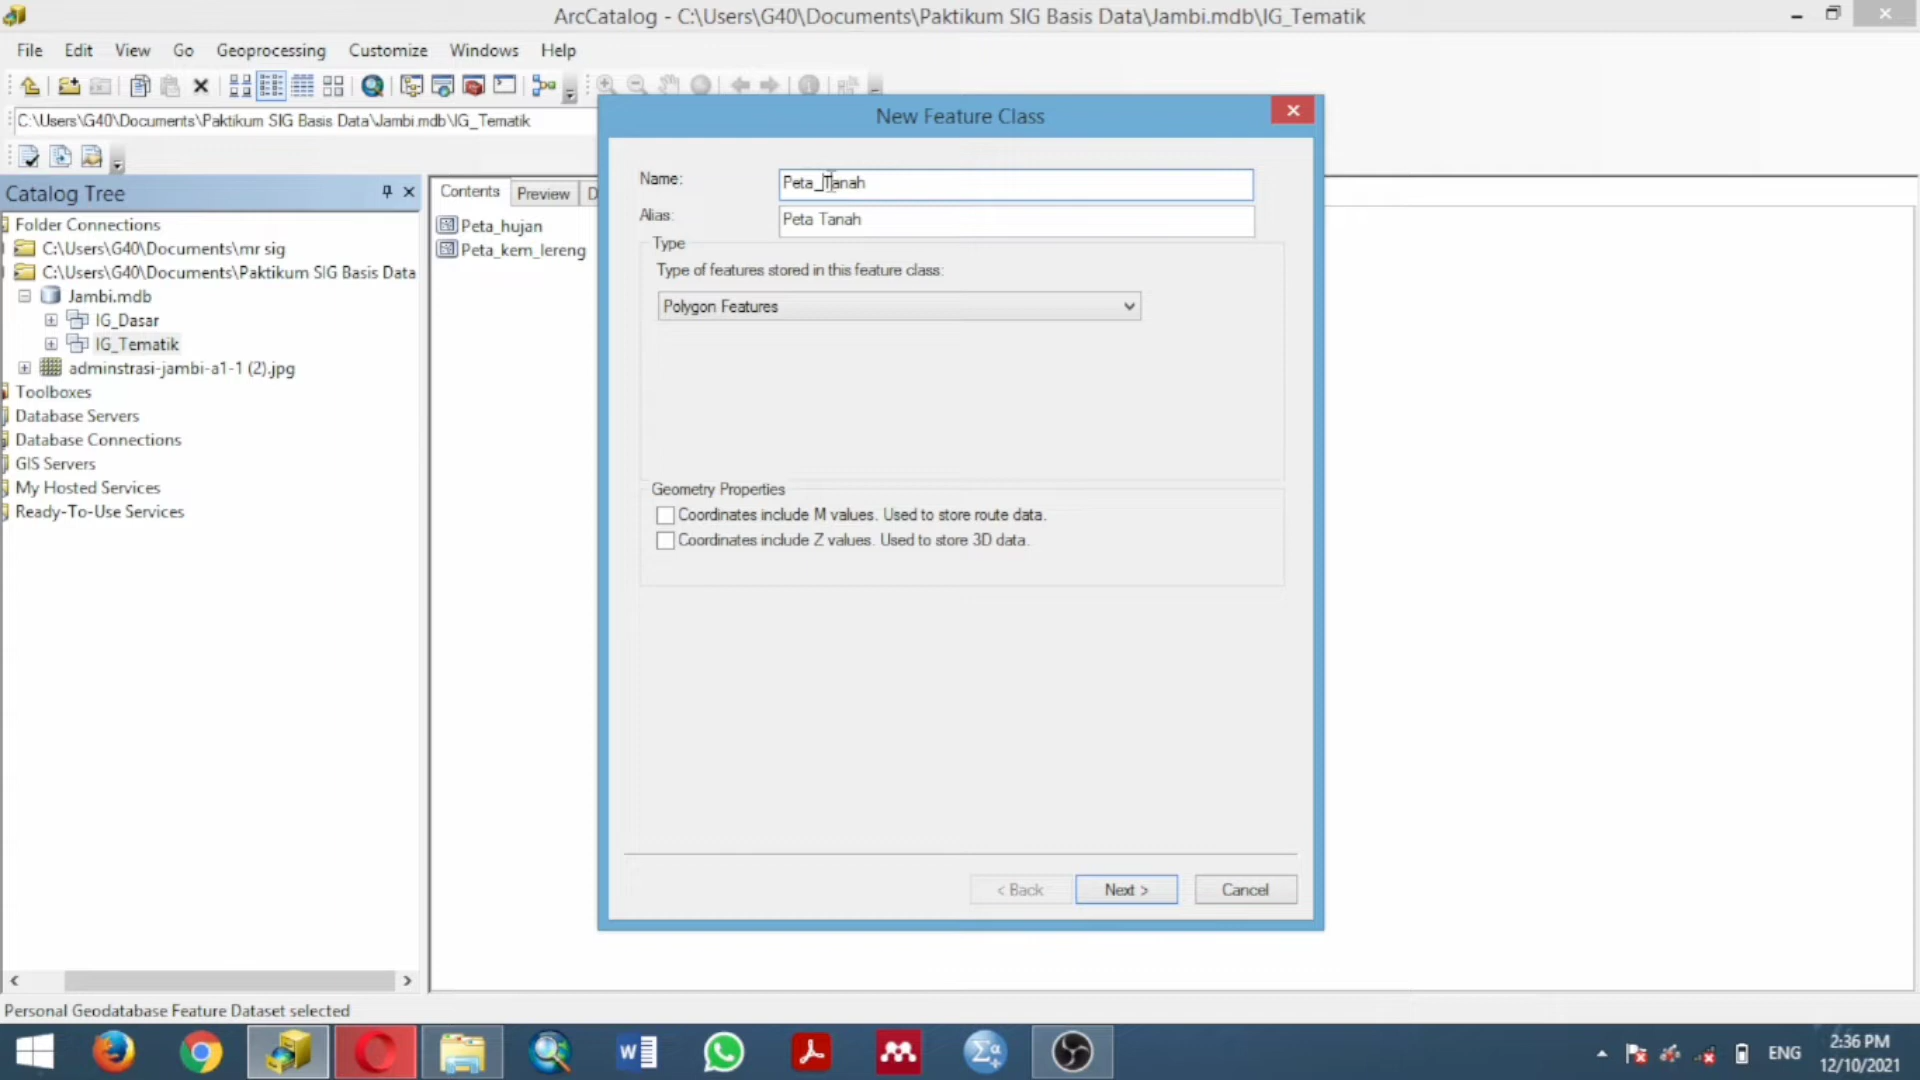 ArcCatalog - C:\Users\G40\Documents\Paktikum SIG Basis Data\Jambi.mdb\IG_Tematik
File Edit View Go Geoprocessing Customize Windows Help
C:\Users\G40\Documents\Paktikum SIG Basis Data\Jambi.mdb\IG_Tematik
Catalog Tree
Folder Connections
C:\Users\G40\Documents\mr sig
C:\Users\G40\Documents\Paktikum SIG Basis Data
Jambi.mdb
IG_Dasar
IG_Tematik
adminstrasi-jambi-a1-1 (2).jpg
Toolboxes
Database Servers
Database Connections
GIS Servers
My Hosted Services
Ready-To-Use Services
Contents Preview D
Peta_hujan
Peta_kem_lereng
New Feature Class
Name: Peta_Tanah
Alias: Peta Tanah
Type
Type of features stored in this feature class:
Polygon Features
Geometry Properties
Coordinates include M values. Used to store route data.
Coordinates include Z values. Used to store 3D data.
< Back Next > Cancel
Personal Geodatabase Feature Dataset selected
ENG
2:36 PM
12/10/2021